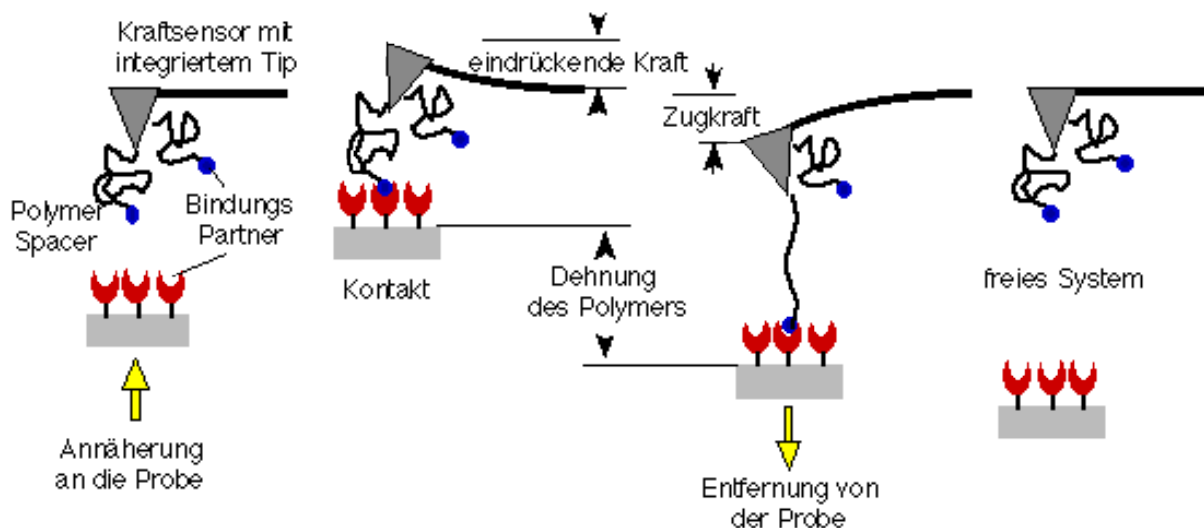 Kraftsensor mit
integriertem Tip
eindrückende Kraft
Zugkraft
Polymer
Spacer
Bindungs
Partner
Kontakt
Dehnung
des Polymers
freies System
Annäherung
an die Probe
Entfernung von
der Probe